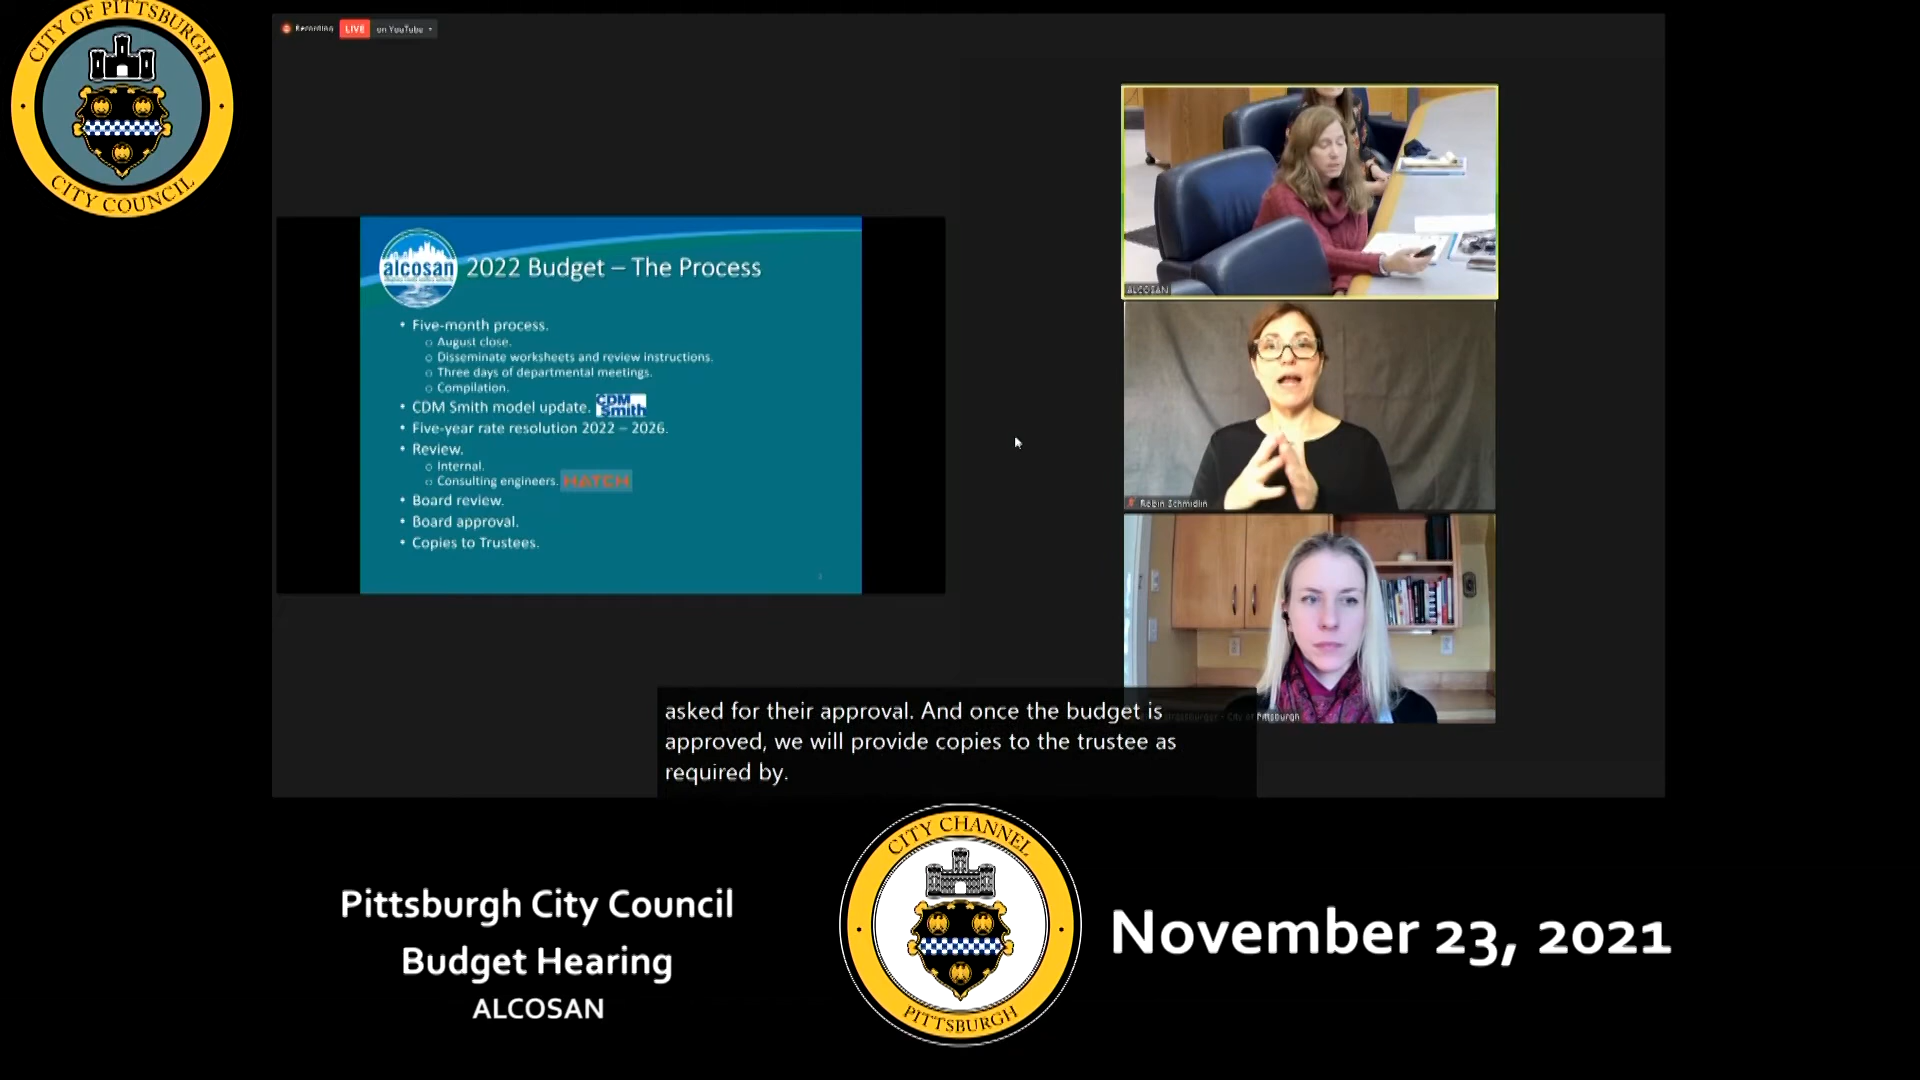 CITY OF PITTSBURGH
CITY COUNCIL
Recording
LIVE
on YouTube
alcosan
2022 Budget – The Process
• Five-month process.
○ August close.
○ Disseminate worksheets and review instructions.
○ Three days of departmental meetings.
○ Compilation.
• CDM Smith model update.
CDM
Smith
• Five-year rate resolution 2022 – 2026.
• Review.
○ Internal.
○ Consulting engineers.
HATCH
• Board review.
• Board approval.
• Copies to Trustees.
ALCOSAN
Robin Schmidlin
- City of Pittsburgh
asked for their approval. And once the budget is
approved, we will provide copies to the trustee as
required by.
Pittsburgh City Council
Budget Hearing
ALCOSAN
CITY CHANNEL
PITTSBURGH
November 23, 2021